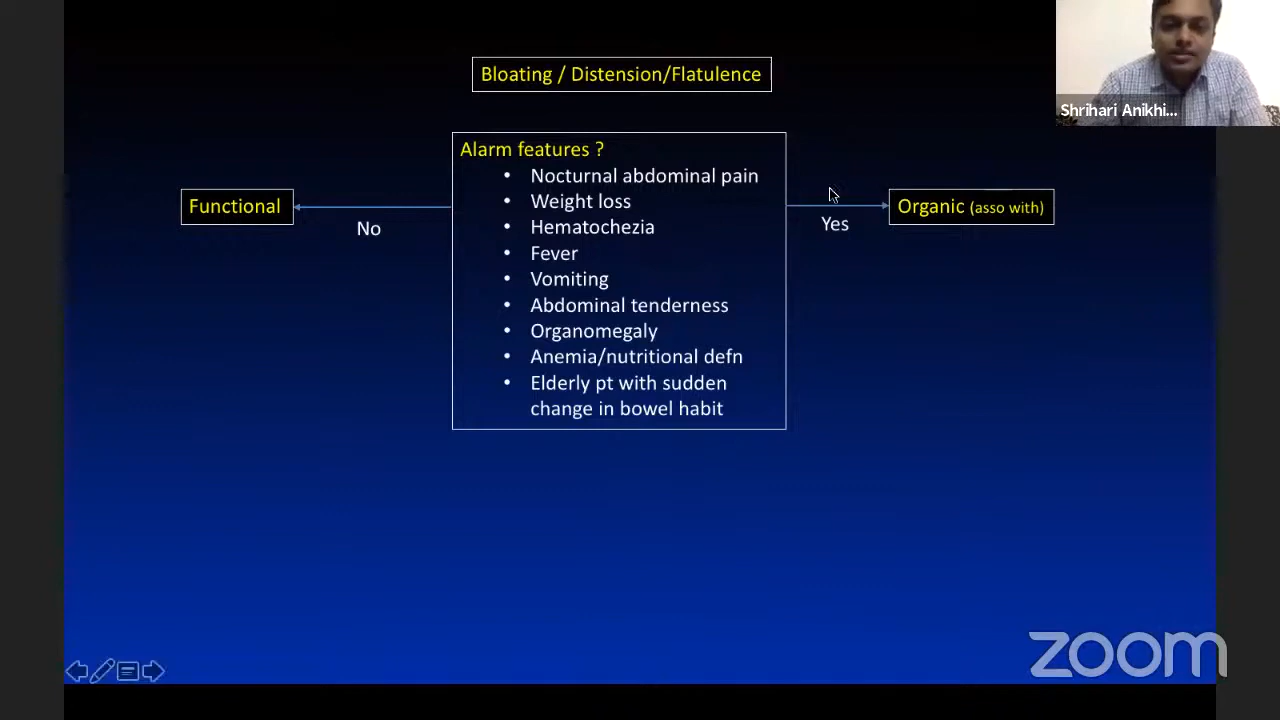 Bloating / Distension/Flatulence
Shrihari Anikhi...
Alarm features ?
• Nocturnal abdominal pain
• Weight loss
• Hematochezia
• Fever
• Vomiting
• Abdominal tenderness
• Organomegaly
• Anemia/nutritional defn
• Elderly pt with sudden
change in bowel habit
Functional
No
Yes
Organic (asso with)
zoom